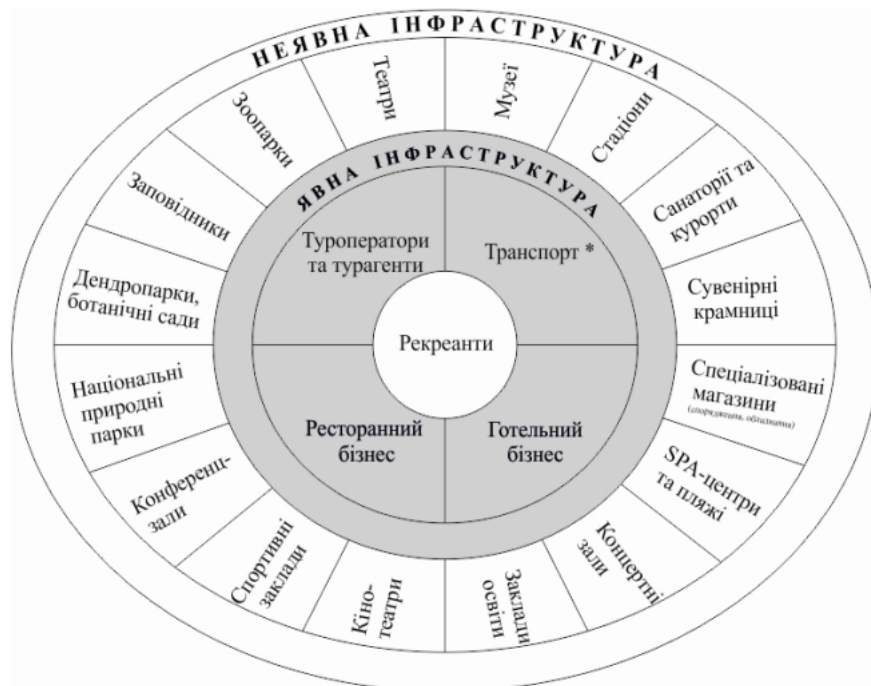 НЕЯВНА ІНФРАСТРУКТУРА
Театри
Музеї
Стадіони
Санаторії та
курорти
Сувенірні
крамниці
Спеціалізовані
магазини
(спорядження, обладнання)
SPA-центри
та пляжі
Концертні
зали
Заклади
освіти
Кіно-
театри
Спортивні
заклади
Конференц-
зали
Національні
природні
парки
Дендропарки,
ботанічні сади
Заповідники
Зоопарки
ЯВНА ІНФРАСТРУКТУРА
Туроператори
та турагенти
Транспорт *
Рекреанти
Ресторанний
бізнес
Готельний
бізнес